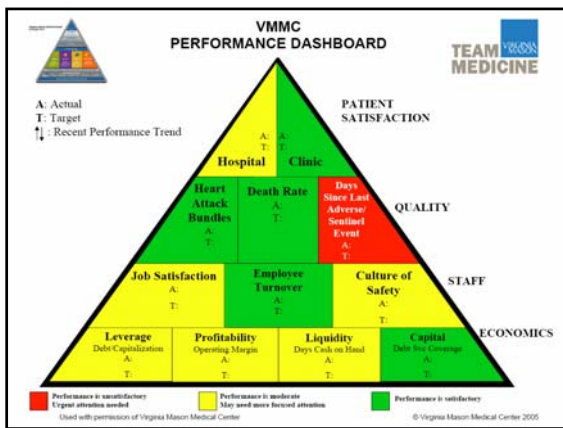 VMMC
PERFORMANCE DASHBOARD
VIRGINIA
MASON
TEAM
MEDICINE
A: Actual
T: Target
↑↓ : Recent Performance Trend
PATIENT
SATISFACTION
A: A:
T: T:
Hospital Clinic
Heart
Attack
Bundles
A:
T:
Death Rate
A:
T:
Days
Since Last
Adverse/
Sentinel
Event
A:
T:
QUALITY
Job Satisfaction
A:
T:
Employee
Turnover
A:
T:
Culture of
Safety
A:
T:
STAFF
ECONOMICS
Leverage
Debt/Capitalization
A:
T:
Profitability
Operating Margin
A:
T:
Liquidity
Days Cash on Hand
A:
T:
Capital
Debt Svc Coverage
A:
T:
Performance is unsatisfactory
Urgent attention needed
Performance is moderate
May need more focused attention
Performance is satisfactory
Used with permission of Virginia Mason Medical Center
© Virginia Mason Medical Center 2005